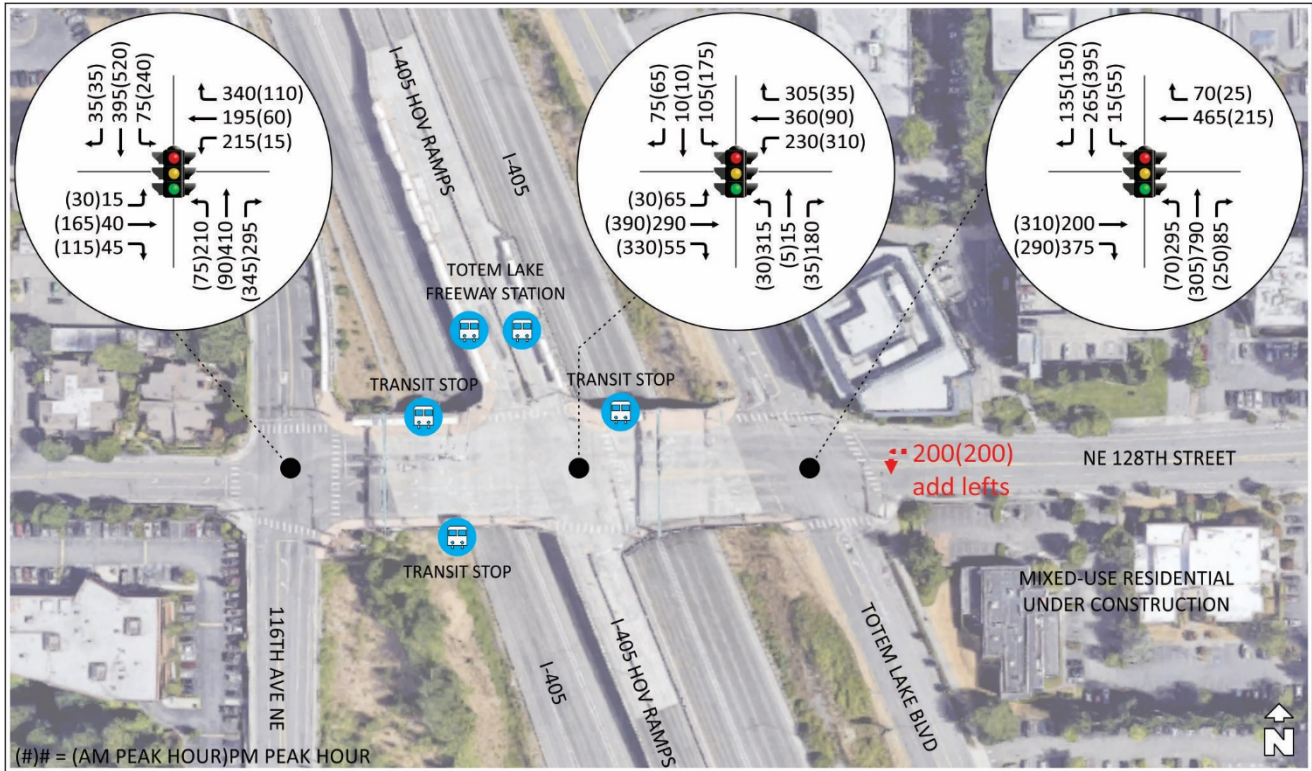 35(35)
395(520)
75(240)
340(110)
195(60)
215(15)
(30)15
(165)40
(115)45
(75)210
(90)410
(345)295
75(65)
10(10)
105(175)
305(35)
360(90)
230(310)
(30)65
(390)290
(330)55
(30)315
(5)15
(35)180
135(150)
265(395)
15(55)
70(25)
465(215)
(310)200
(290)375
(70)295
(305)790
(250)85
I-405 HOV RAMPS
I-405
TOTEM LAKE
FREEWAY STATION
TRANSIT STOP
TRANSIT STOP
200(200)
add lefts
NE 128TH STREET
TRANSIT STOP
MIXED-USE RESIDENTIAL
UNDER CONSTRUCTION
116TH AVE NE
I-405
I-405 HOV RAMPS
TOTEM LAKE BLVD
(#)# = (AM PEAK HOUR)PM PEAK HOUR
N